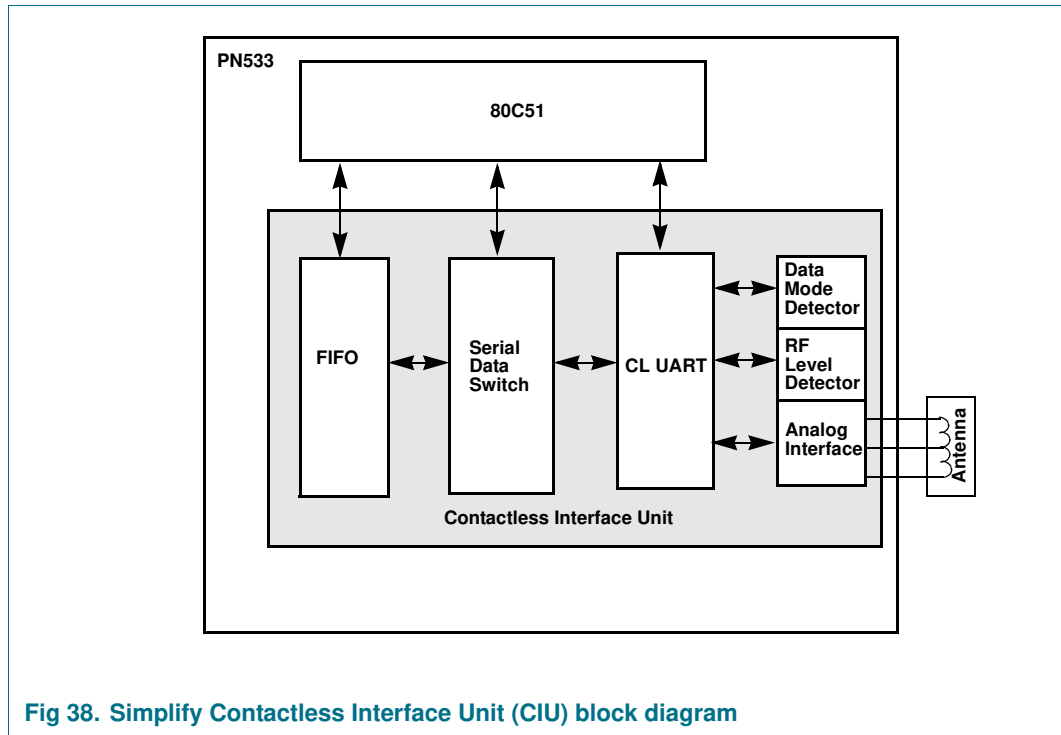 PN533
80C51
FIFO
Serial
Data
Switch
CL UART
Data
Mode
Detector
RF
Level
Detector
Analog
Interface
Antenna
Contactless Interface Unit
Fig 38. Simplify Contactless Interface Unit (CIU) block diagram